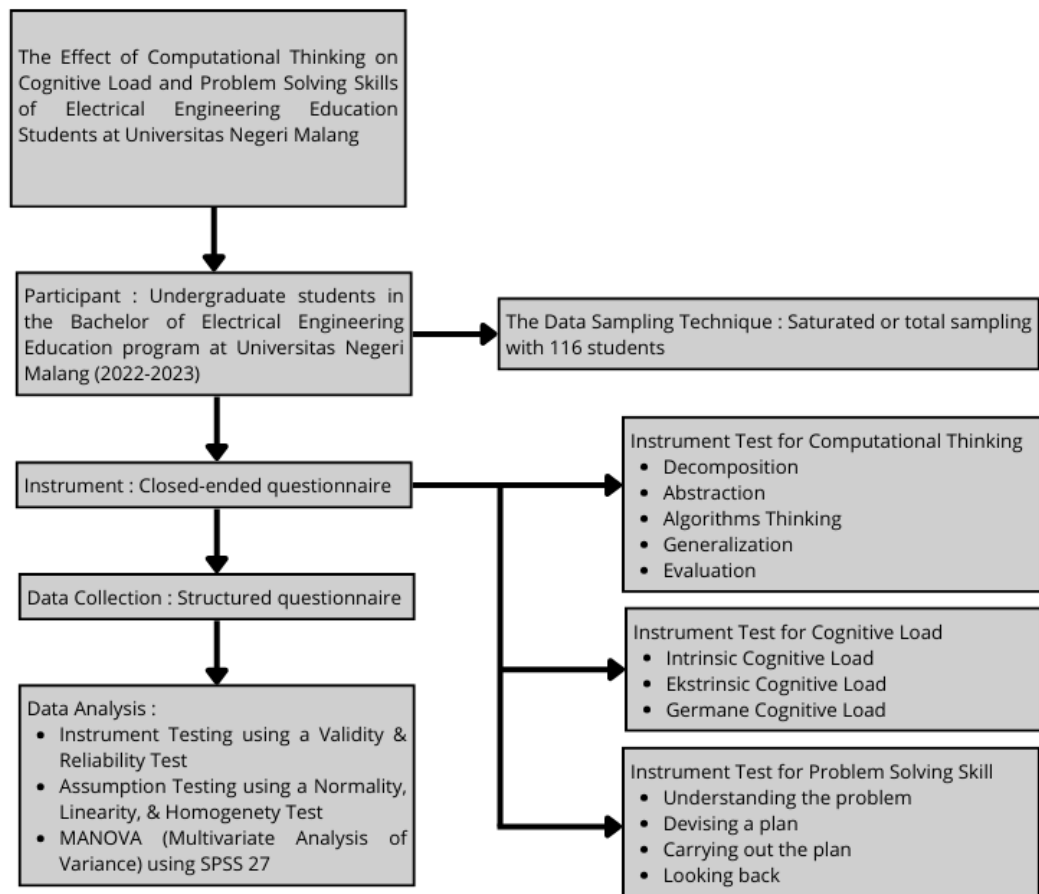 The Effect of Computational Thinking on
Cognitive Load and Problem Solving Skills
of Electrical Engineering Education
Students at Universitas Negeri Malang
Participant : Undergraduate students in
the Bachelor of Electrical Engineering
Education program at Universitas Negeri
Malang (2022-2023)
The Data Sampling Technique : Saturated or total sampling
with 116 students
Instrument : Closed-ended questionnaire
Instrument Test for Computational Thinking
• Decomposition
• Abstraction
• Algorithms Thinking
• Generalization
• Evaluation
Data Collection : Structured questionnaire
Instrument Test for Cognitive Load
• Intrinsic Cognitive Load
• Ekstrinsic Cognitive Load
• Germane Cognitive Load
Data Analysis :
• Instrument Testing using a Validity &
Reliability Test
• Assumption Testing using a Normality,
Linearity, & Homogenety Test
• MANOVA (Multivariate Analysis of
Variance) using SPSS 27
Instrument Test for Problem Solving Skill
• Understanding the problem
• Devising a plan
• Carrying out the plan
• Looking back